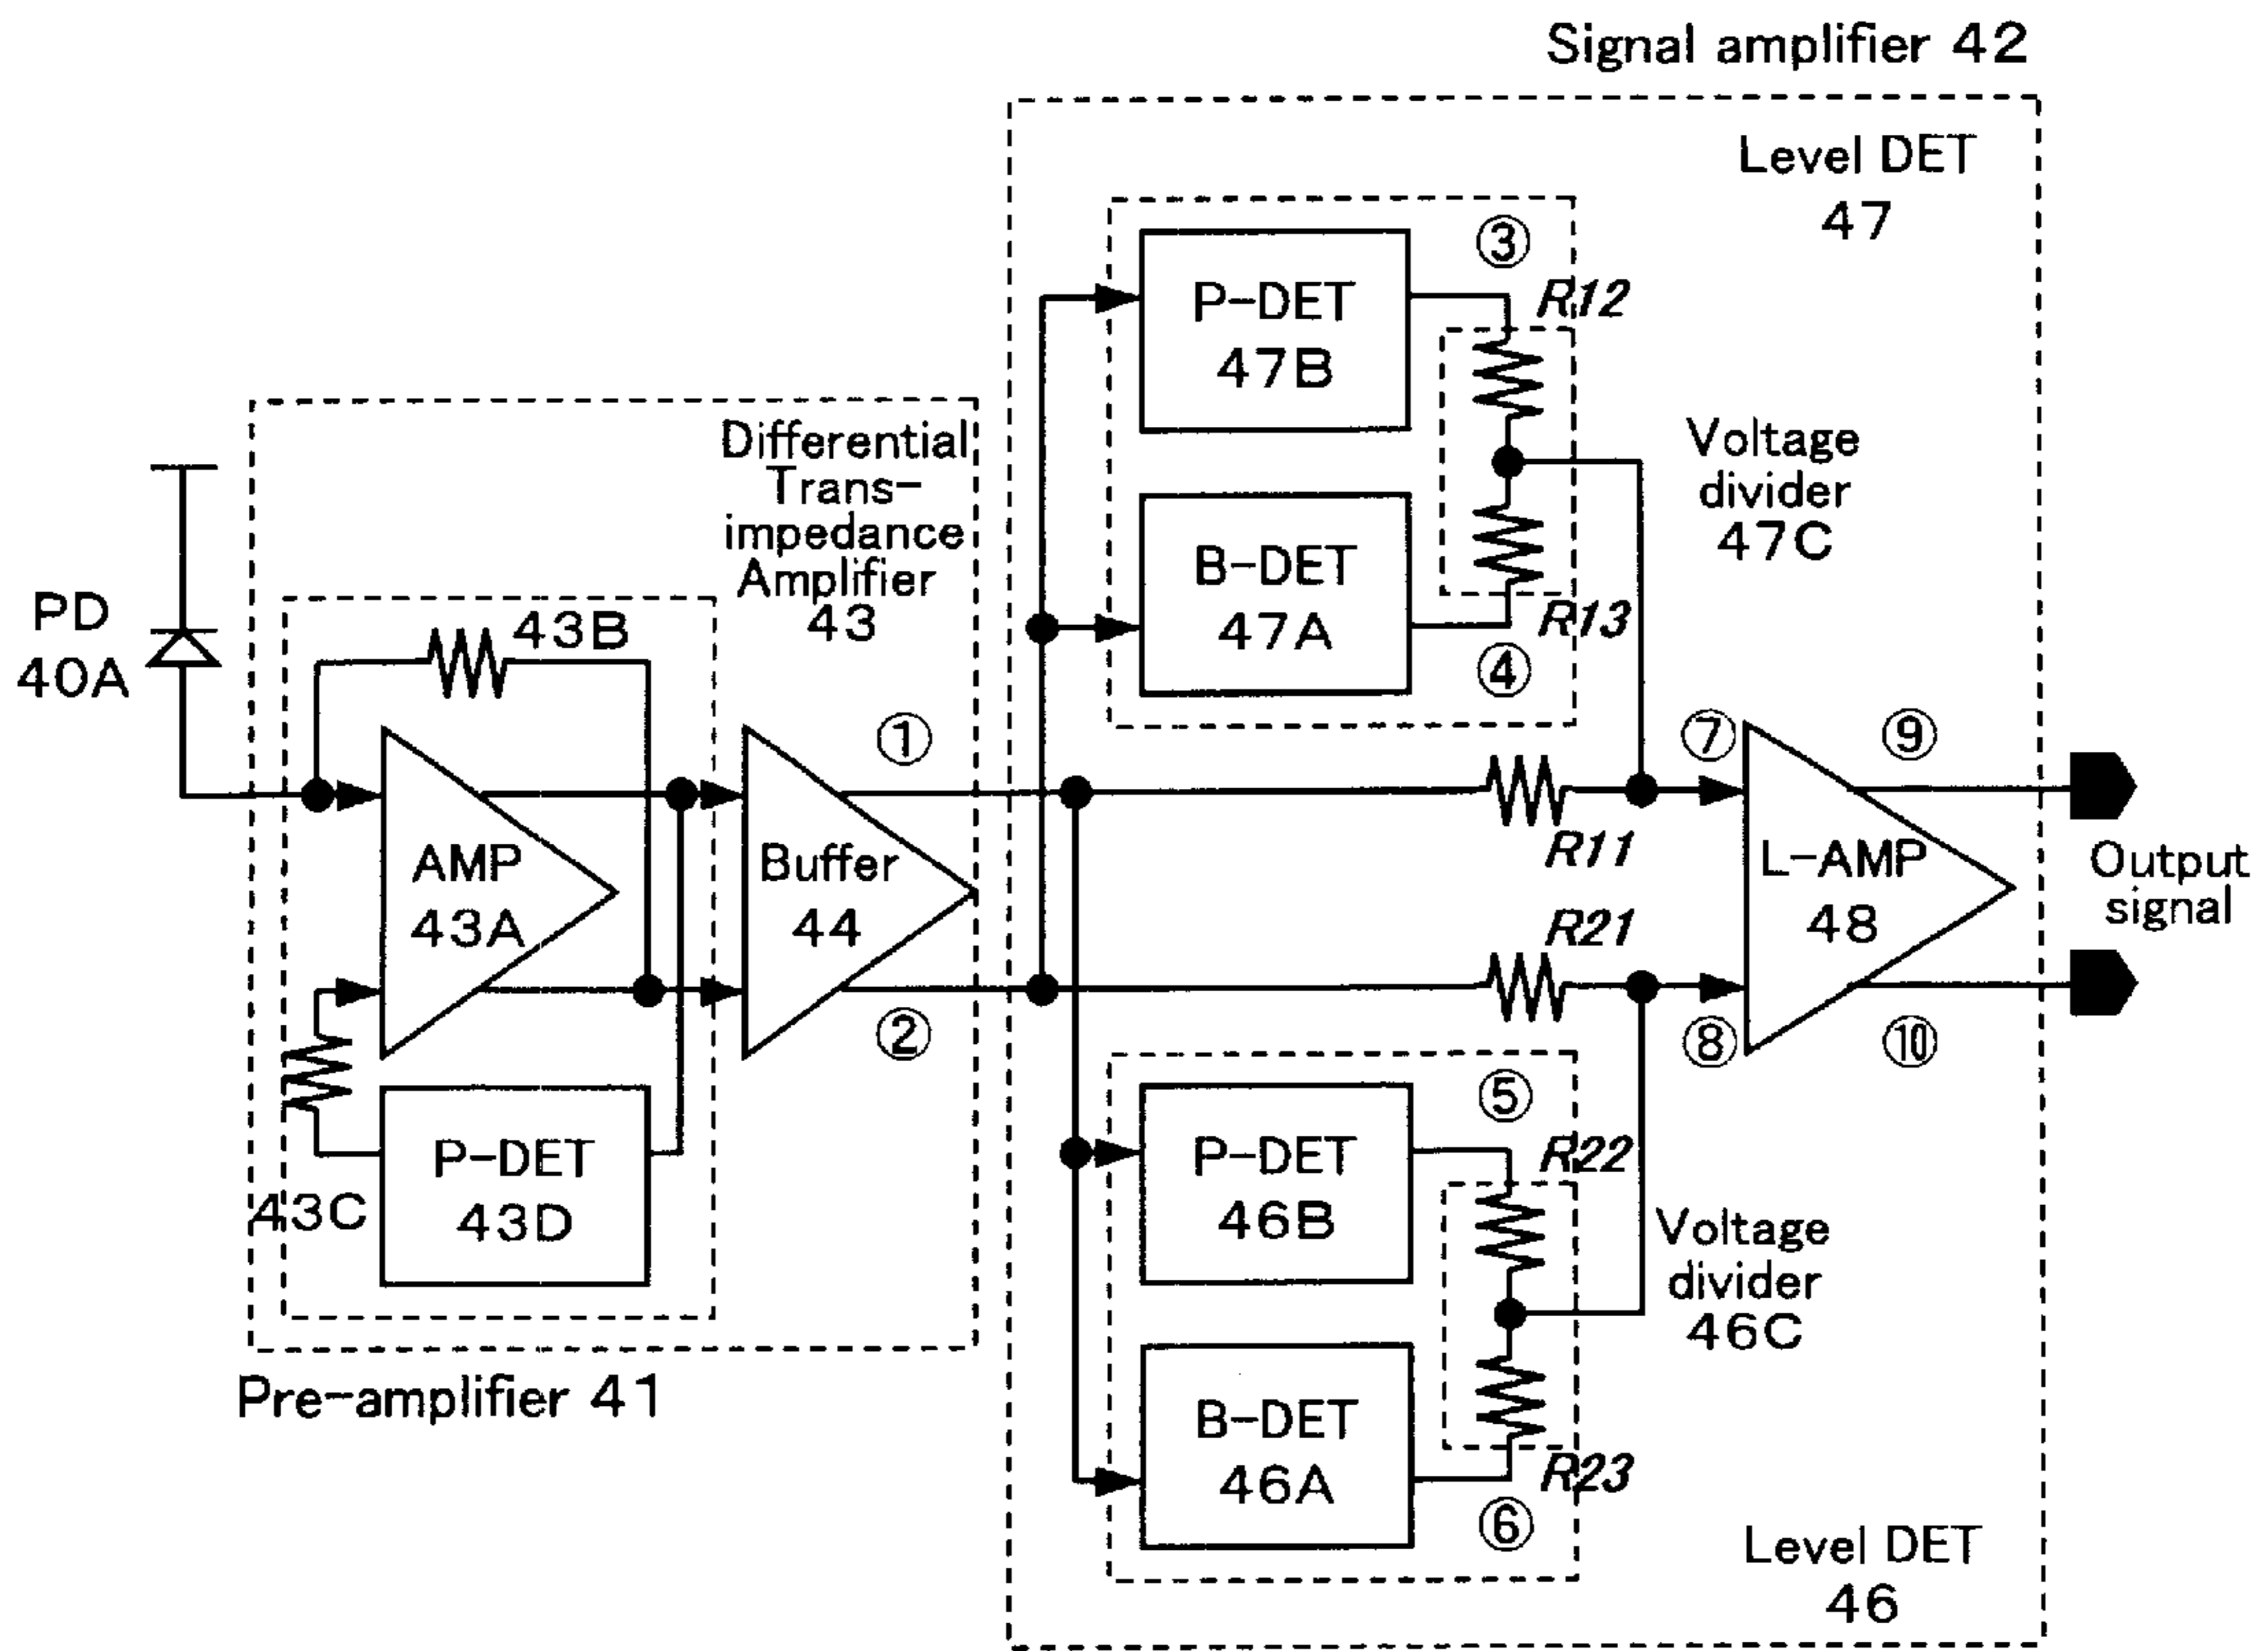 Signal amplifier 42
Level DET
47
③
P-DET
47B
R12
Voltage
divider
47C
B-DET
47A
R13
④
Differential
Trans-
impedance
Amplifier
43
PD
40A
43B
①
⑦
⑨
AMP
43A
Buffer
44
R11
L-AMP
48
Output
signal
R21
②
⑧
⑩
⑤
P-DET
43D
43C
P-DET
46B
R22
Voltage
divider
46C
Pre-amplifier 41
B-DET
46A
R23
⑥
Level DET
46